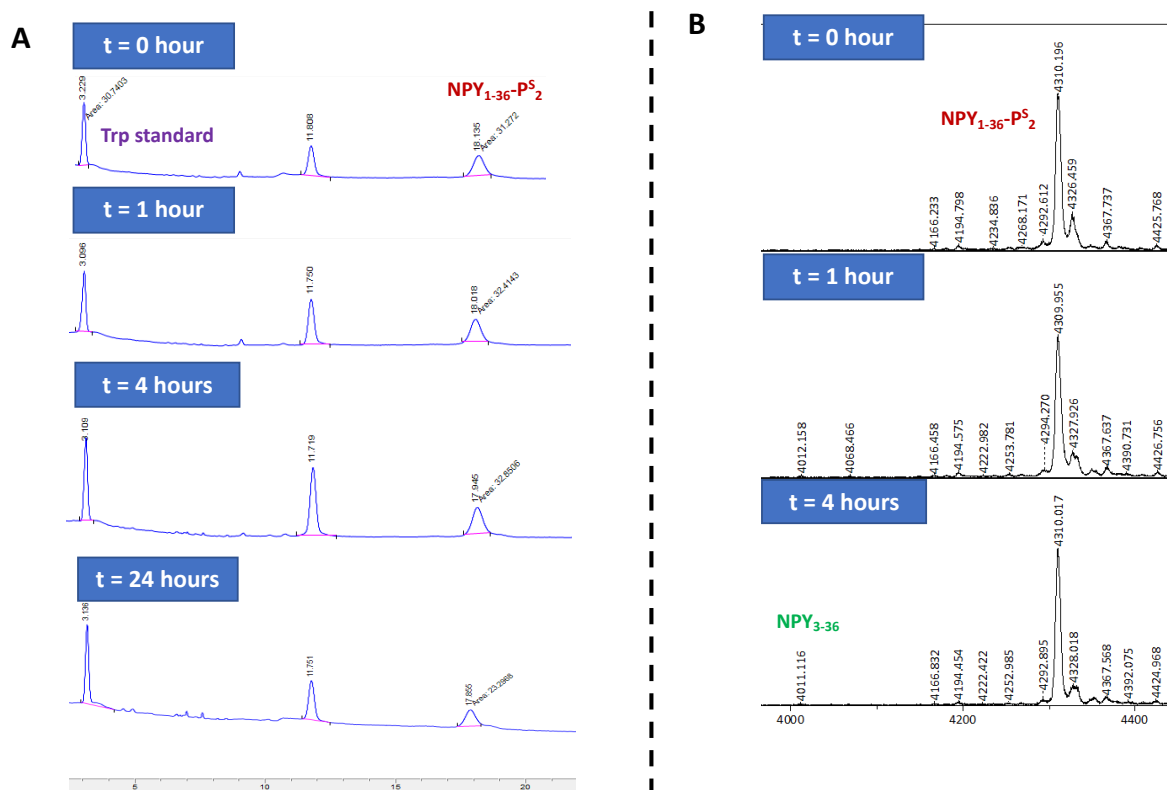 A
t = 0 hour
3.229
Area: 30.7403
Trp standard
11.808
NPY1-36-PS2
18.135
Area: 31.272
t = 1 hour
3.096
11.750
18.018
Area: 32.4143
t = 4 hours
3.109
11.719
17.945
Area: 32.8506
t = 24 hours
3.136
11.751
17.855
Area: 23.2968
5 10 15 20
B
t = 0 hour
NPY1-36-PS2
4166.233
4194.798
4234.836
4268.171
4292.612
4310.196
4326.459
4367.737
4425.768
t = 1 hour
4012.158
4068.466
4166.458
4194.575
4222.982
4253.781
4294.270
4309.955
4327.926
4367.637
4390.731
4426.756
t = 4 hours
NPY3-36
4011.116
4166.832
4194.454
4222.422
4252.985
4292.895
4310.017
4328.018
4367.568
4392.075
4424.968
4000 4200 4400